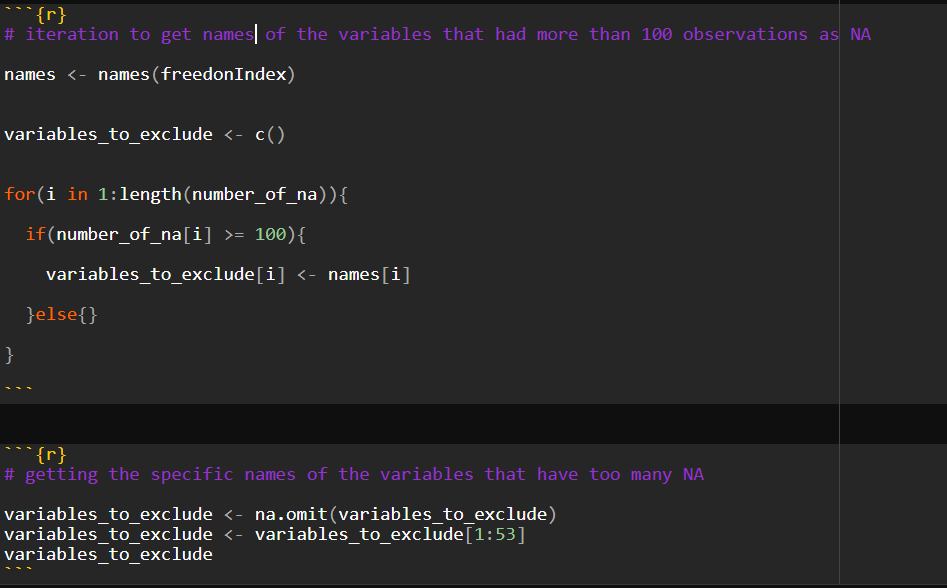 ```{r}
# iteration to get names of the variables that had more than 100 observations as NA
names <- names(freedonIndex)
variables_to_exclude <- c()
for(i in 1:length(number_of_na)){
if(number_of_na[i] >= 100){
variables_to_exclude[i] <- names[i]
}else{}
}
```
```{r}
# getting the specific names of the variables that have too many NA
variables_to_exclude <- na.omit(variables_to_exclude)
variables_to_exclude <- variables_to_exclude[1:53]
variables_to_exclude
```